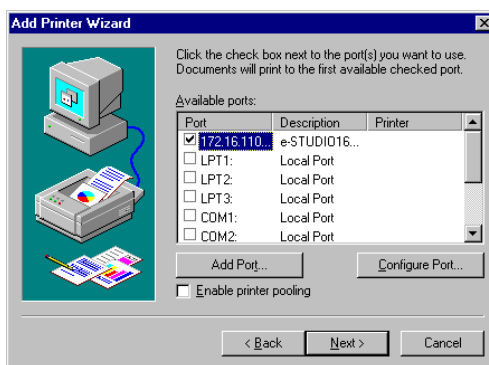 Add Printer Wizard
Click the check box next to the port(s) you want to use.
Documents will print to the first available checked port.
Available ports:
Port Description Printer
172.16.110... e-STUDIO16...
LPT1: Local Port
LPT2: Local Port
LPT3: Local Port
COM1: Local Port
COM2: Local Port
Add Port... Configure Port...
Enable printer pooling
< Back Next > Cancel